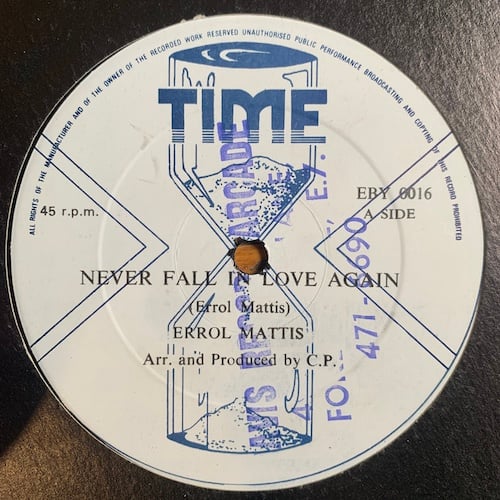 ALL RIGHTS OF THE MANUFACTURER AND OF THE OWNER OF THE RECORDED WORK RESERVED UNAUTHORISED PUBLIC PERFORMANCE BROADCASTING AND COPYING OF THIS RECORD PROHIBITED
TIME
45 r.p.m.
EBY 0016
A SIDE
NEVER FALL IN LOVE AGAIN
(Errol Mattis)
ERROL MATTIS
Arr. and Produced by C.P.
ARCADE
E.7.
471-